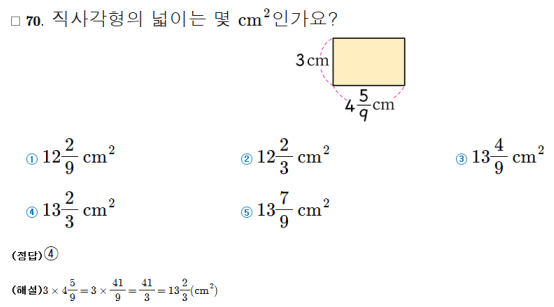 □ 70. 직사각형의 넓이는 몇 cm²인가요?
3cm
4 5/9 cm
① 12 2/9 cm² ② 12 2/3 cm² ③ 13 4/9 cm²
④ 13 2/3 cm² ⑤ 13 7/9 cm²
(정답)④
(해설)3 × 4 5/9 = 3 × 41/9 = 41/3 = 13 2/3 (cm²)